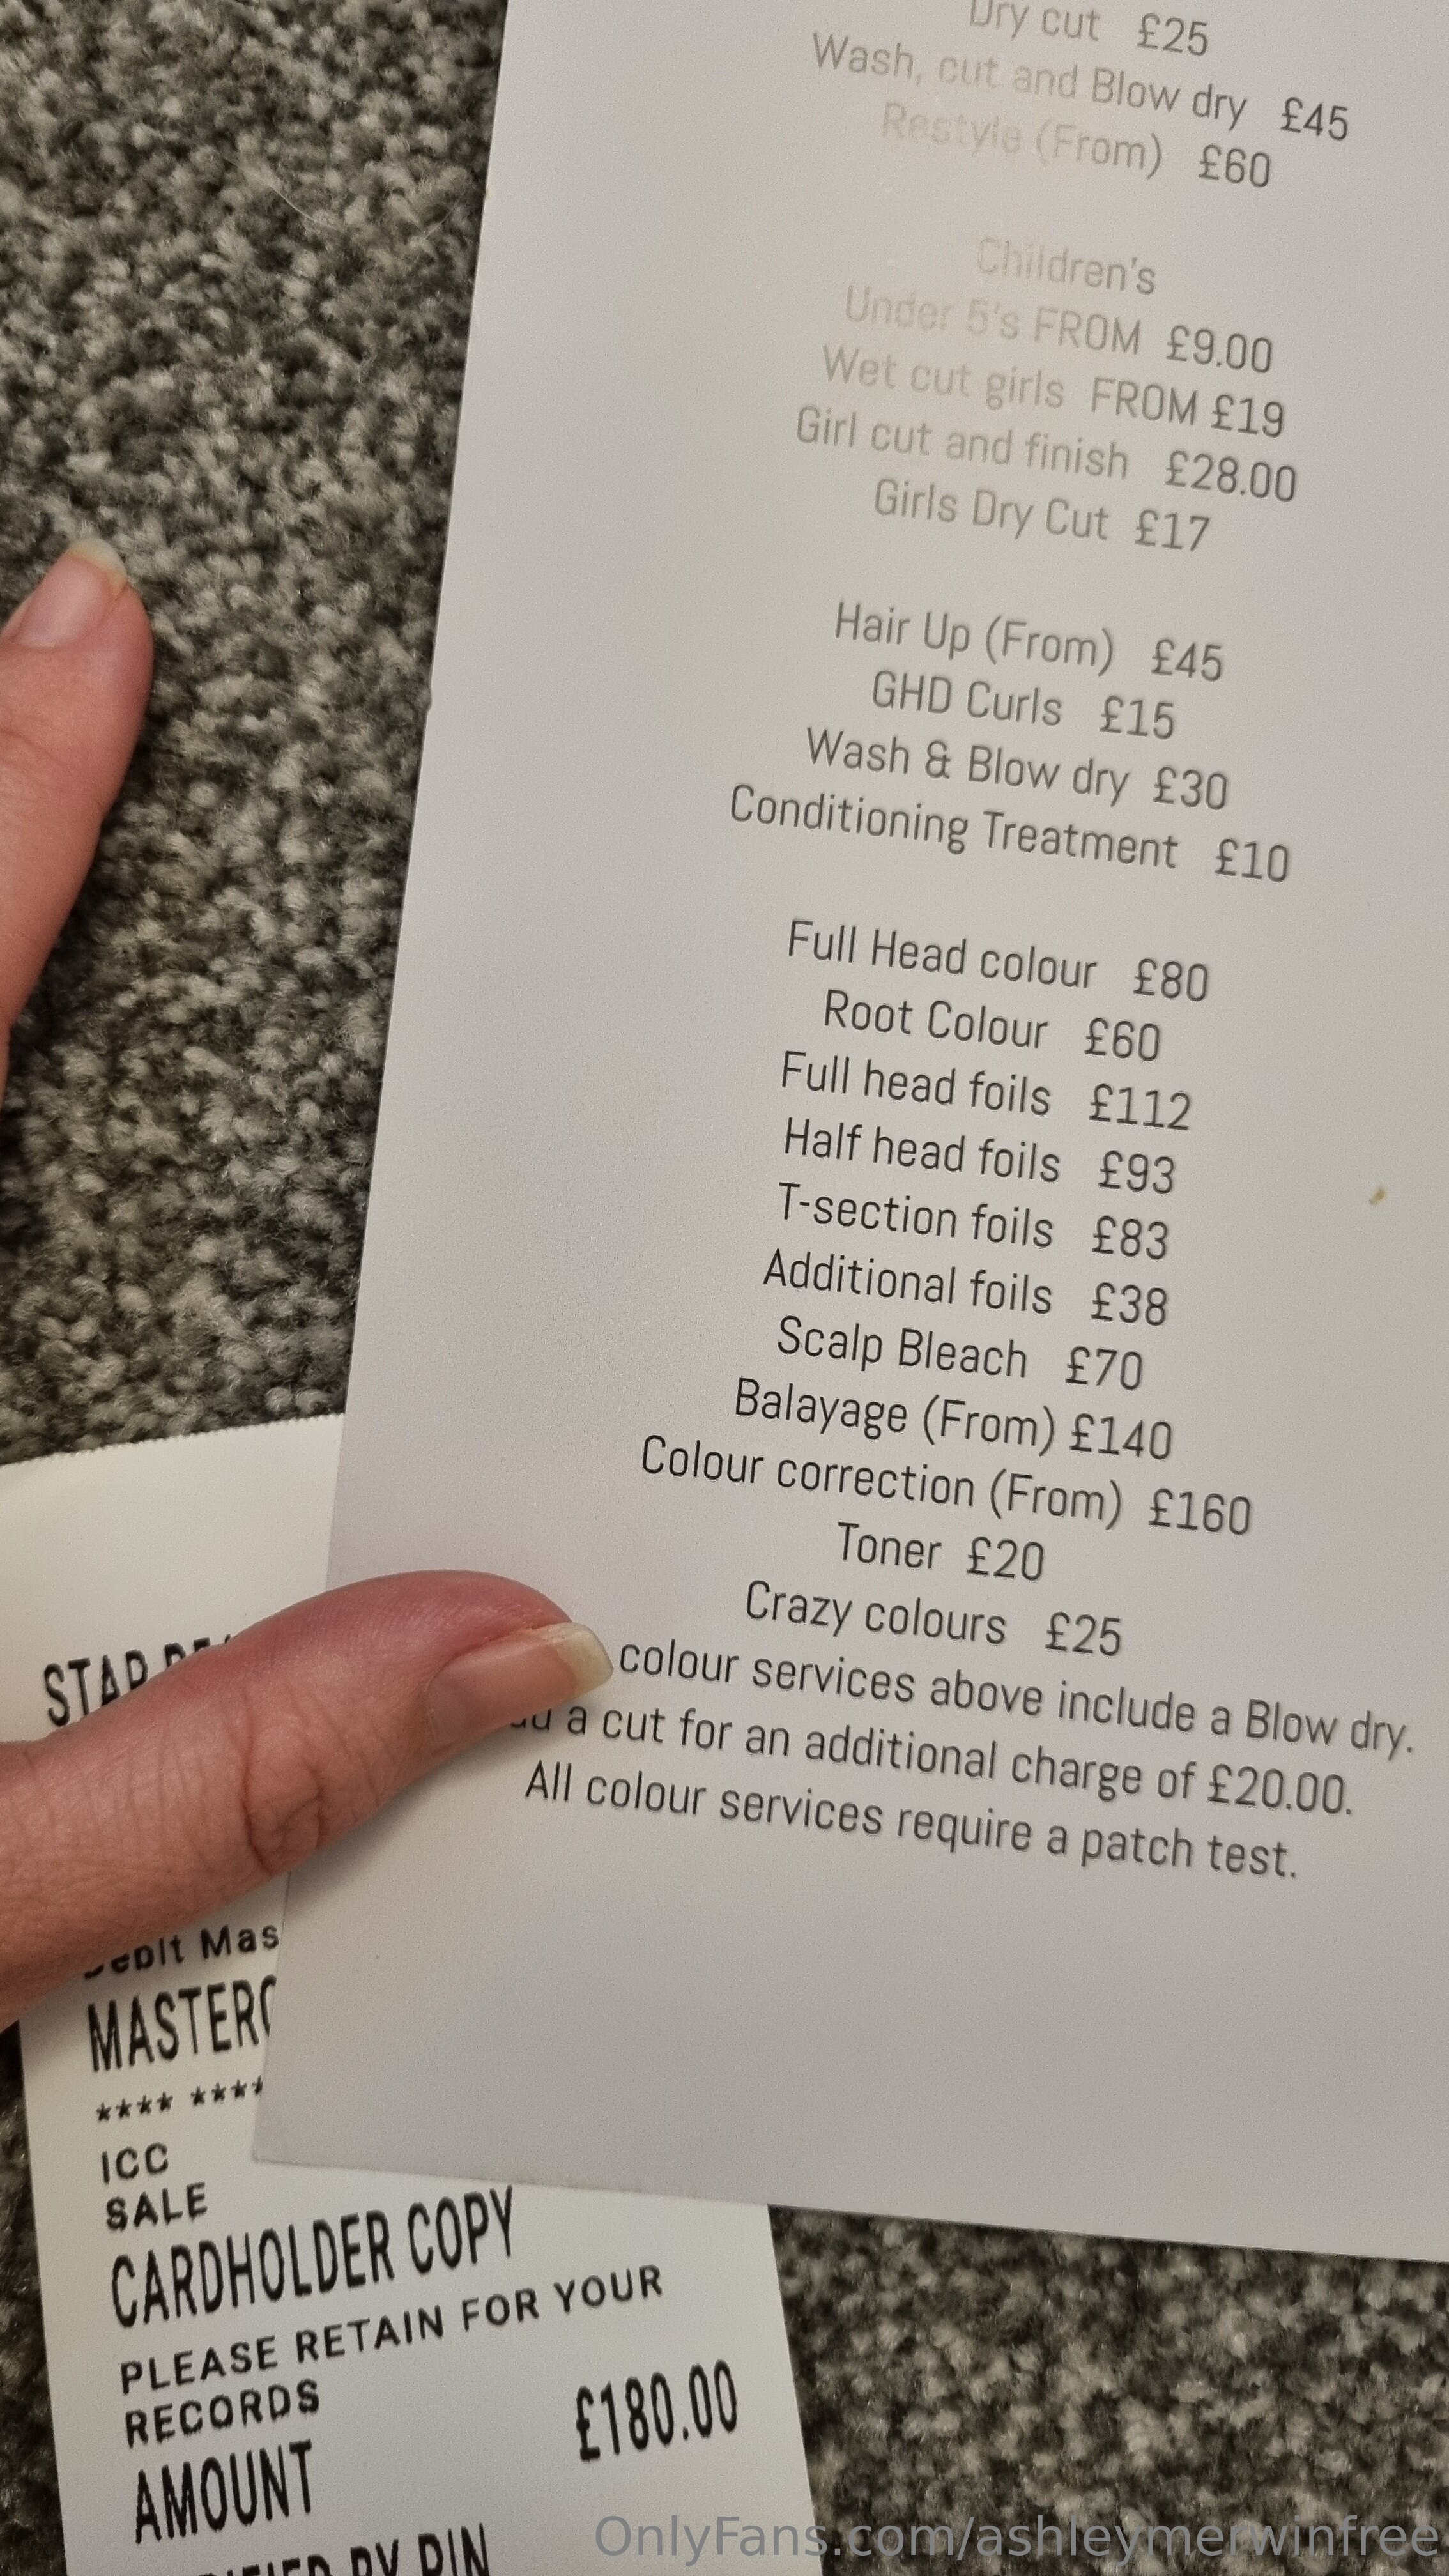 Dry cut £25
Wash, cut and Blow dry £45
Restyle (From) £60
Children's
Under 5's FROM £9.00
Wet cut girls FROM £19
Girl cut and finish £28.00
Girls Dry Cut £17
Hair Up (From) £45
GHD Curls £15
Wash & Blow dry £30
Conditioning Treatment £10
Full Head colour £80
Root Colour £60
Full head foils £112
Half head foils £93
T-section foils £83
Additional foils £38
Scalp Bleach £70
Balayage (From) £140
Colour correction (From) £160
Toner £20
Crazy colours £25
colour services above include a Blow dry.
a cut for an additional charge of £20.00.
All colour services require a patch test.
STAR
Debit Mas
MASTERC
**** ****
ICC
SALE
CARDHOLDER COPY
PLEASE RETAIN FOR YOUR
RECORDS
AMOUNT £180.00
BY PIN
OnlyFans.com/ashleymerwinfree